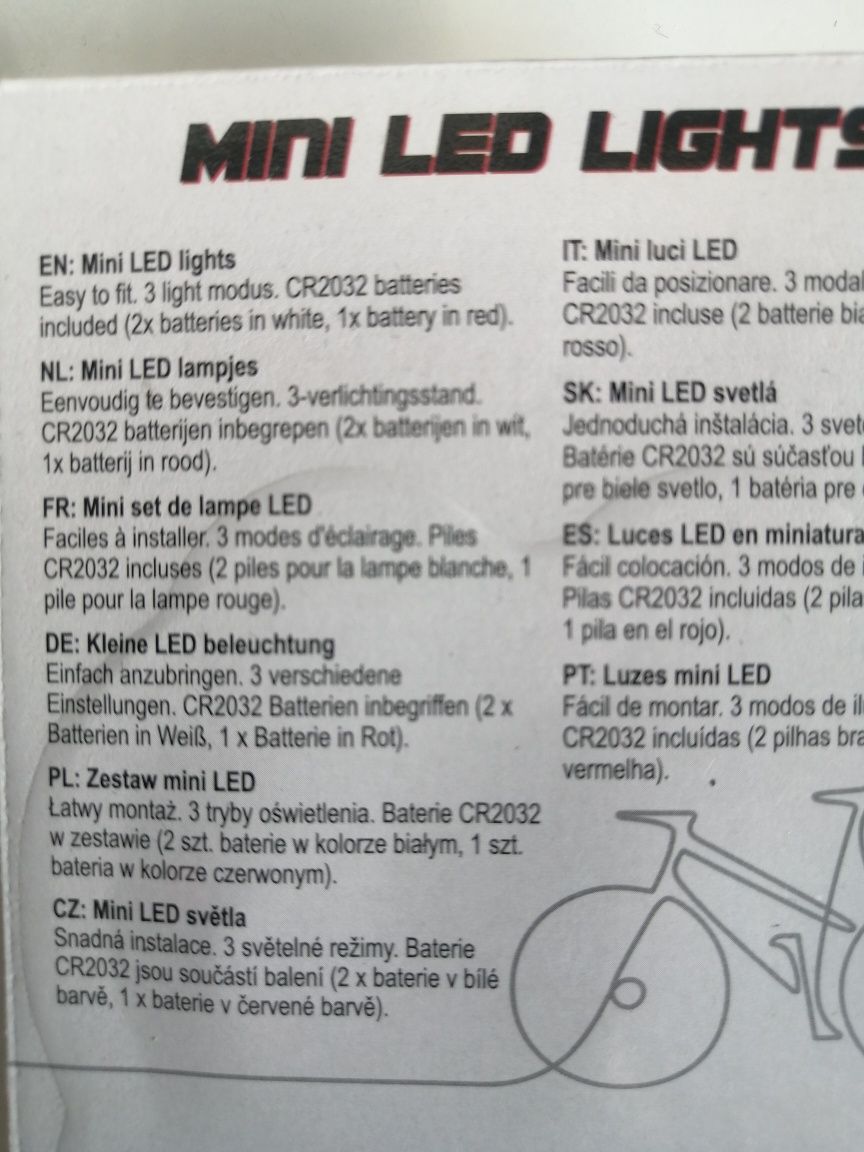 MINI LED LIGHTS
EN: Mini LED lights
Easy to fit. 3 light modus. CR2032 batteries
included (2x batteries in white, 1x battery in red).
NL: Mini LED lampjes
Eenvoudig te bevestigen. 3-verlichtingsstand.
CR2032 batterijen inbegrepen (2x batterijen in wit,
1x batterij in rood).
FR: Mini set de lampe LED
Faciles à installer. 3 modes d'éclairage. Piles
CR2032 incluses (2 piles pour la lampe blanche, 1
pile pour la lampe rouge).
DE: Kleine LED beleuchtung
Einfach anzubringen. 3 verschiedene
Einstellungen. CR2032 Batterien inbegriffen (2 x
Batterien in Weiß, 1 x Batterie in Rot).
PL: Zestaw mini LED
Łatwy montaż. 3 tryby oświetlenia. Baterie CR2032
w zestawie (2 szt. baterie w kolorze białym, 1 szt.
bateria w kolorze czerwonym).
CZ: Mini LED světla
Snadná instalace. 3 světelné režimy. Baterie
CR2032 jsou součástí balení (2 x baterie v bílé
barvě, 1 x baterie v červené barvě).
IT: Mini luci LED
Facili da posizionare. 3
CR2032 incluse (2 batterie
rosso).
SK: Mini LED svetlá
Jednoduchá inštalácia. 3
Batérie CR2032 sú súčasťou
pre biele svetlo, 1 batéria pre
ES: Luces LED en miniatura
Fácil colocación. 3 modos de
Pilas CR2032 incluidas (2
1 pila en el rojo).
PT: Luzes mini LED
Fácil de montar. 3 modos de
CR2032 incluídas (2 pilhas
vermelha).